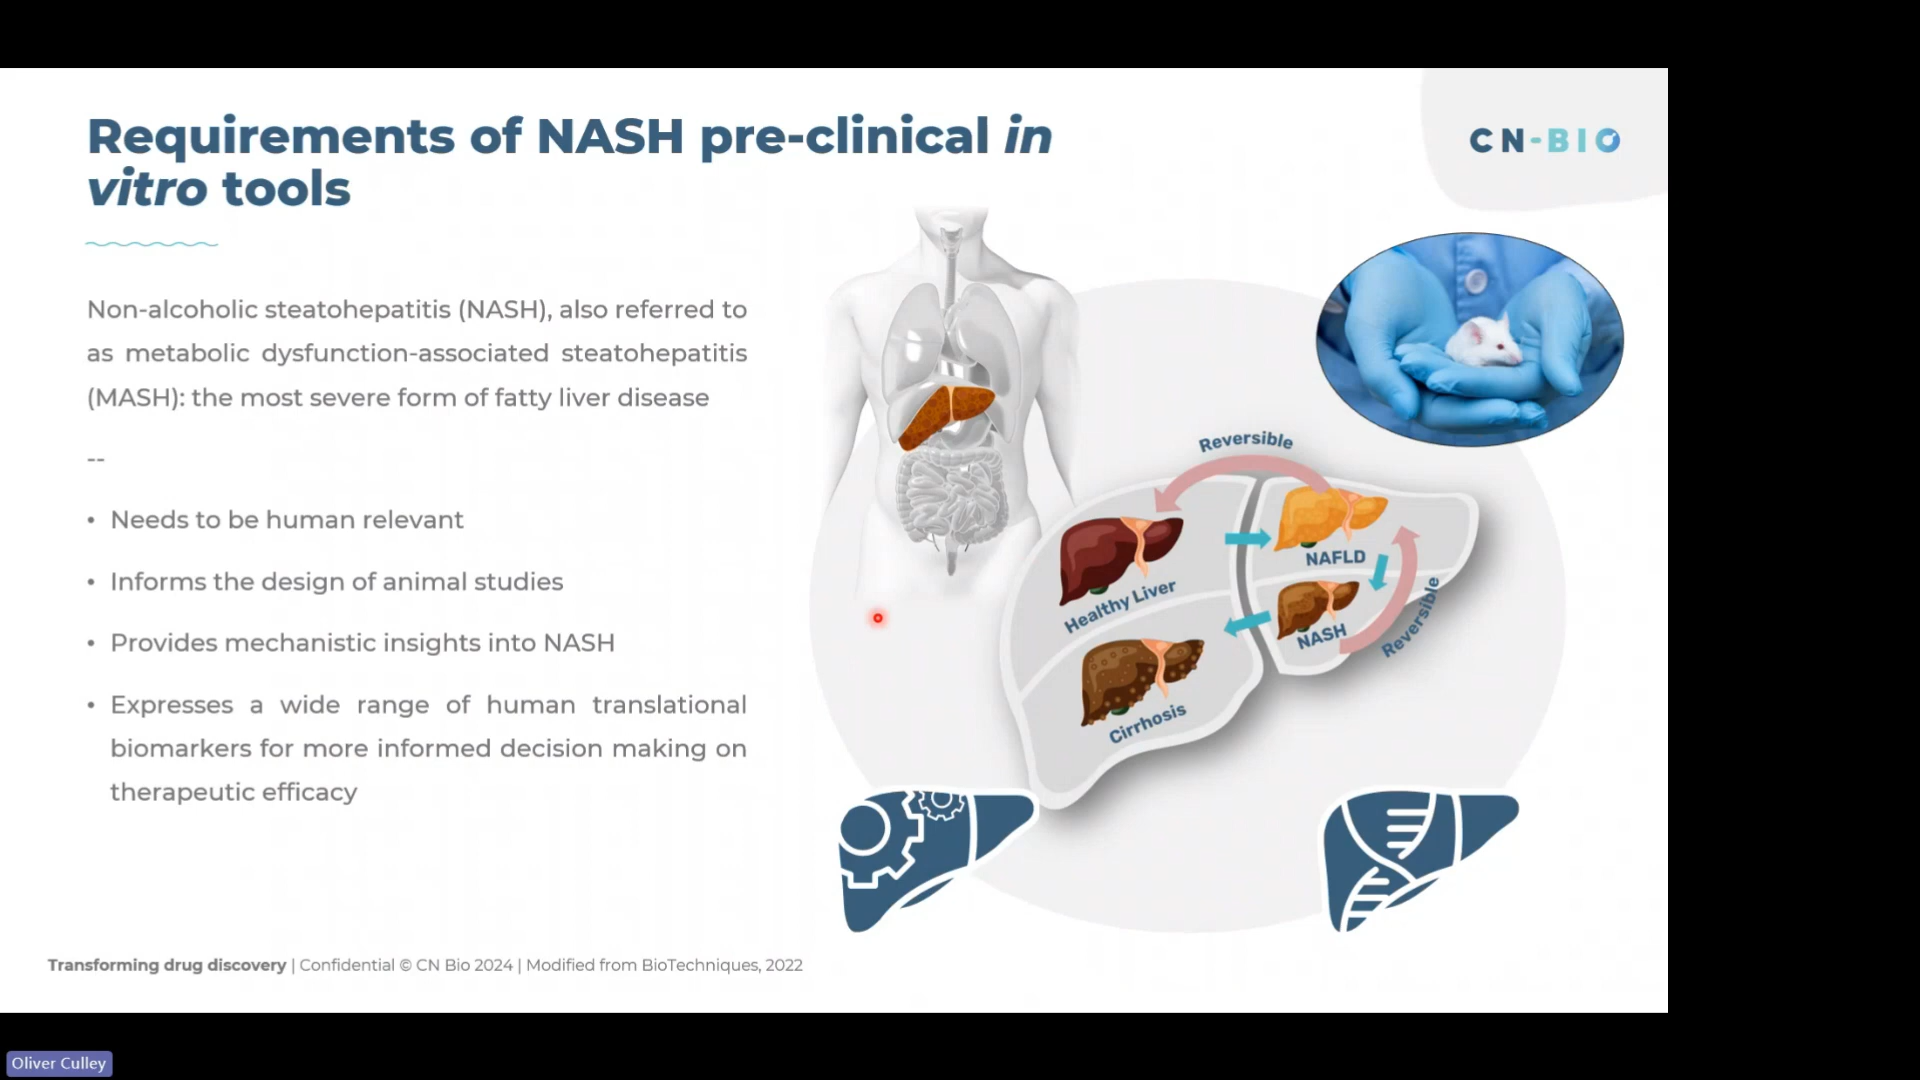 Requirements of NASH pre-clinical in
vitro tools
CN-BIO
Non-alcoholic steatohepatitis (NASH), also referred to
as metabolic dysfunction-associated steatohepatitis
(MASH): the most severe form of fatty liver disease
--
• Needs to be human relevant
• Informs the design of animal studies
• Provides mechanistic insights into NASH
• Expresses a wide range of human translational
biomarkers for more informed decision making on
therapeutic efficacy
Reversible
Healthy Liver
NAFLD
NASH
Reversible
Cirrhosis
Transforming drug discovery | Confidential © CN Bio 2024 | Modified from BioTechniques, 2022
Oliver Culley